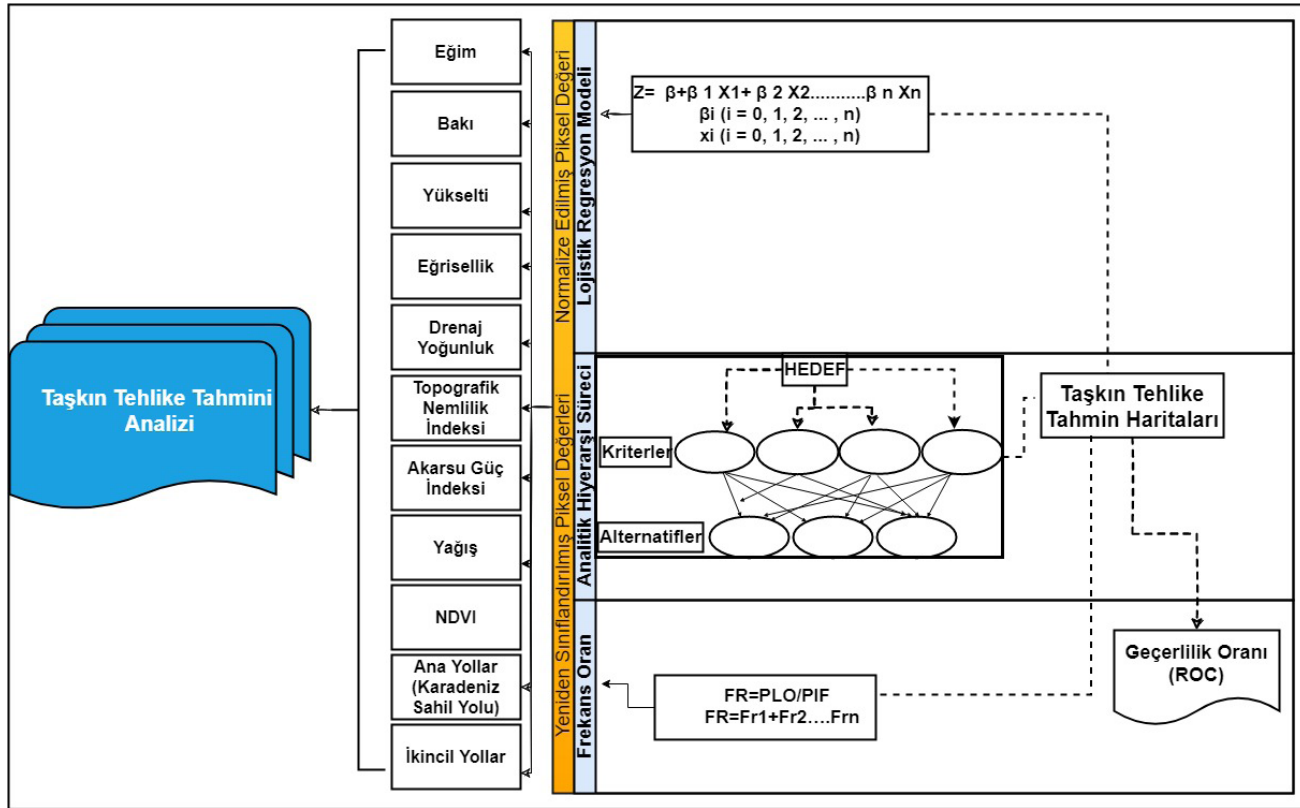 Taşkın Tehlike Tahmini
Analizi
Eğim
Bakı
Yükselti
Eğrisellik
Drenaj
Yoğunluk
Topografik
Nemlilik
İndeksi
Akarsu Güç
İndeksi
Yağış
NDVI
Ana Yollar
(Karadeniz
Sahil Yolu)
İkincil Yollar
Normalize Edilmiş Piksel Değeri
Yeniden Sınıflandırılmış Piksel Değerleri
Lojistik Regresyon Modeli
Z= β+β 1 X1+ β 2 X2..........β n Xn
βi (i = 0, 1, 2, ... , n)
xi (i = 0, 1, 2, ... , n)
Analitik Hiyerarşi Süreci
HEDEF
Kriterler
Alternatifler
Taşkın Tehlike
Tahmin Haritaları
Frekans Oran
FR=PLO/PIF
FR=Fr1+Fr2....Frn
Geçerlilik Oranı
(ROC)